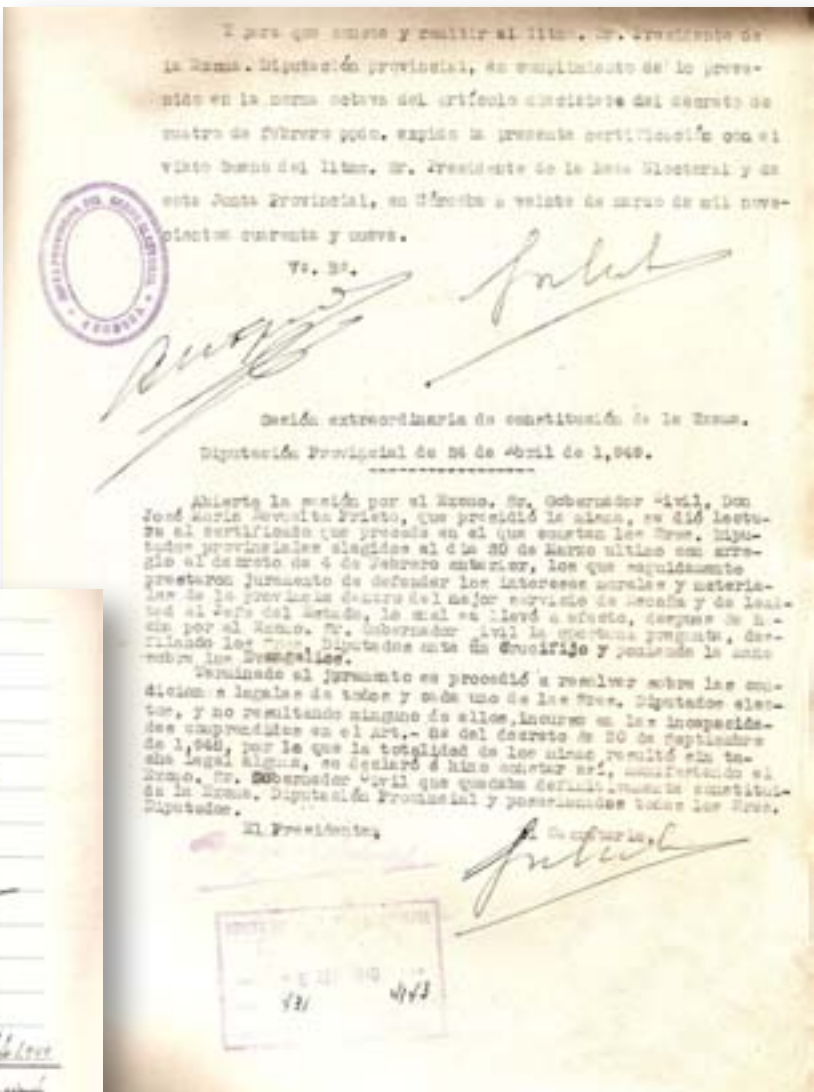 Y para que conste y remitir al Iltmo. Sr. Presidente de
la Excma. Diputación provincial, en cumplimiento de lo preve-
nido en la norma octava del artículo diecisiete del decreto de
cuatro de febrero ppdo. expido la presente certificación con el
visto bueno del Iltmo. Sr. Presidente de la Electoral y de
esta Junta Provincial, en Córdoba a veinte de marzo de mil nove-
cientos cuarenta y nueve.
Vº. Bº.
Sesión extraordinaria de constitución de la Excma.
Diputación Provincial de 24 de Abril de 1,949.
Abierta la sesión por el Excmo. Sr. Gobernador Civil, Don
José María Revuelta Prieto, que presidió la misma, se dió lectu-
ra al certificado que precede en el que constan los Sres. Dipu-
tados provinciales elegidos el día 20 de Marzo ultimo con arre-
glo al decreto de 4 de Febrero anterior, los que seguidamente
prestaron juramento de defender los intereses morales y materia-
les de la provincia dentro del mejor servicio de España y de leal-
tad al Jefe del Estado, lo cual se llevó a efecto, despues de
por el Excmo. Sr. Gobernador Civil la oportuna pregunta, des-
filando los Sres. Diputados ante un Crucifijo y poniendo la mano
sobre los Evangelios.
Terminado el juramento se procedió a resolver sobre las con-
diciones legales de todos y cada uno de los Sres. Diputados elec-
tos, y no resultando ninguno de ellos, incurso en las incapacida-
des comprendidas en el Art.- del decreto de 30 de Septiembre
de por lo que la totalidad de los mismos resultó sin ta-
cha legal alguna, se declaró é hizo constar así, manifestando el
Excmo. Sr. Gobernador Civil que quedaba definitivamente constitui-
da la Excma. Diputación Provincial y posesionados todos los Sres.
Diputados.
El Presidente,
El Secretario,